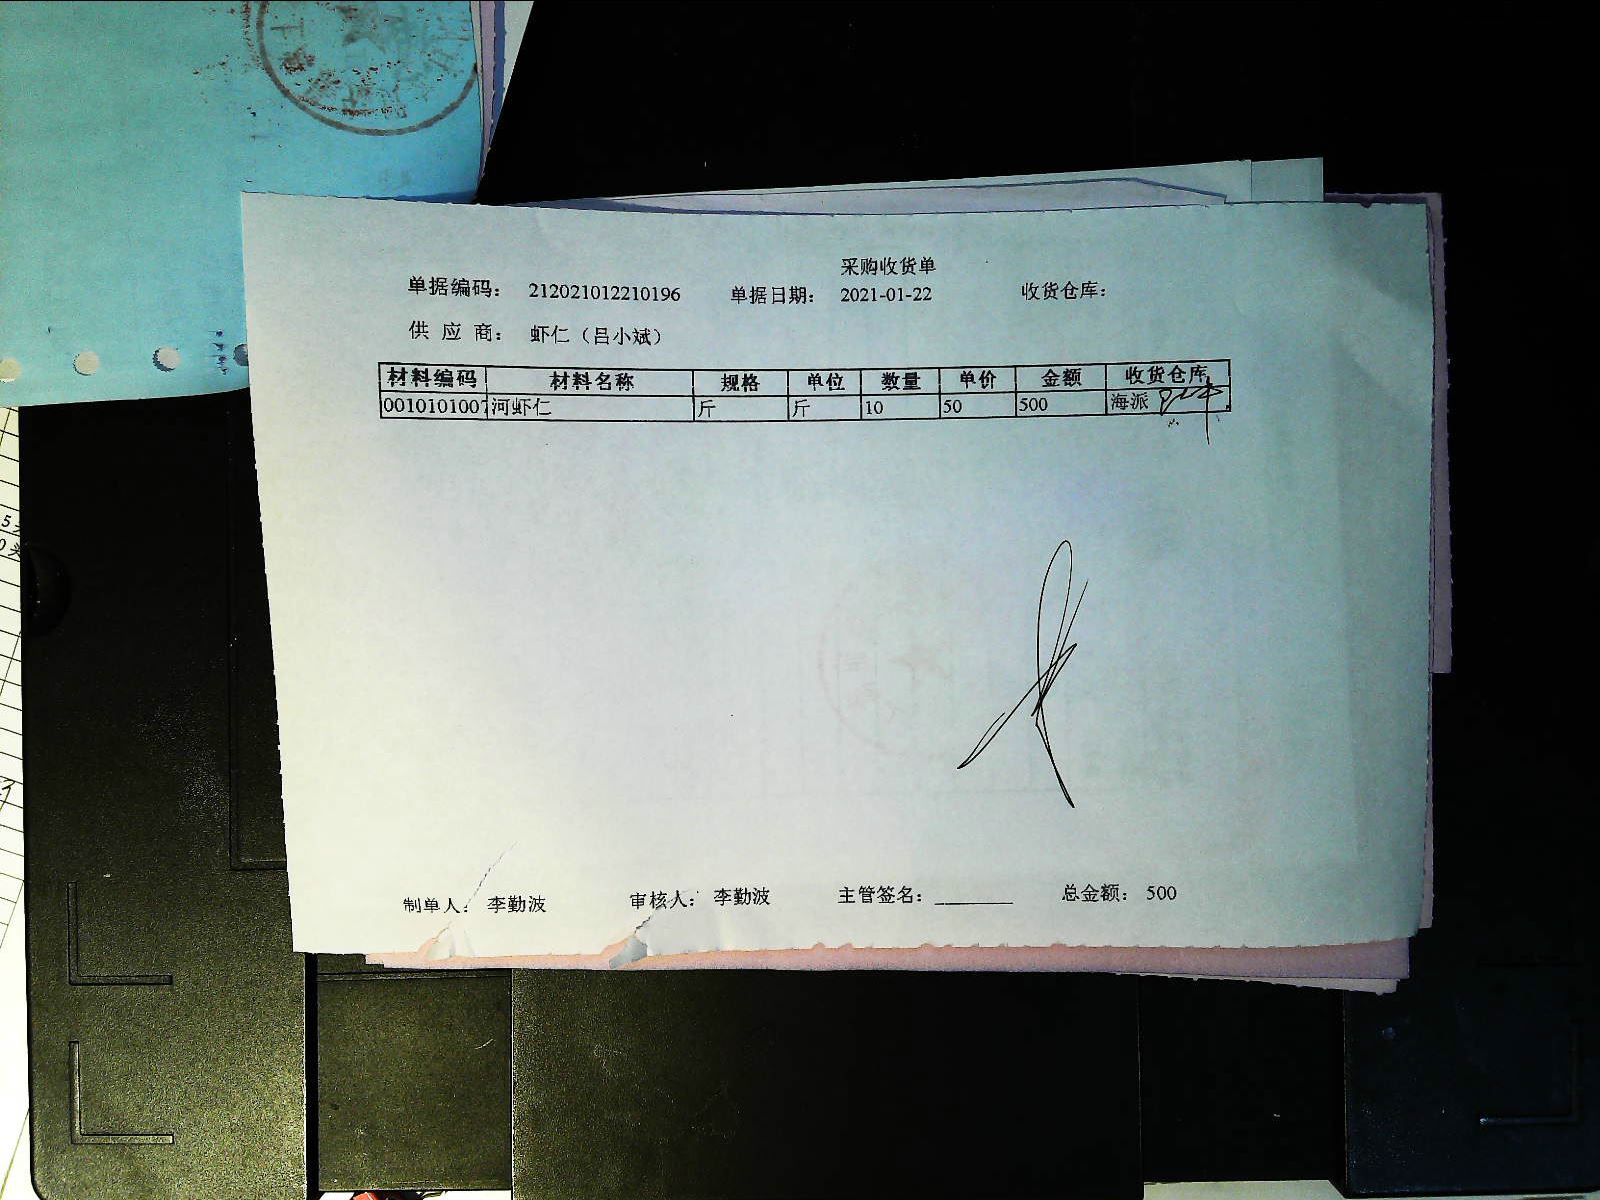 采购收货单
单据编码： 212021012210196 单据日期： 2021-01-22 收货仓库：
供 应 商： 虾仁（吕小斌）
材料编码 材料名称 规格 单位 数量 单价 金额 收货仓库
0010101007 河虾仁 斤 斤 10 50 500 海派
制单人： 李勤波 审核人： 李勤波 主管签名： 总金额： 500